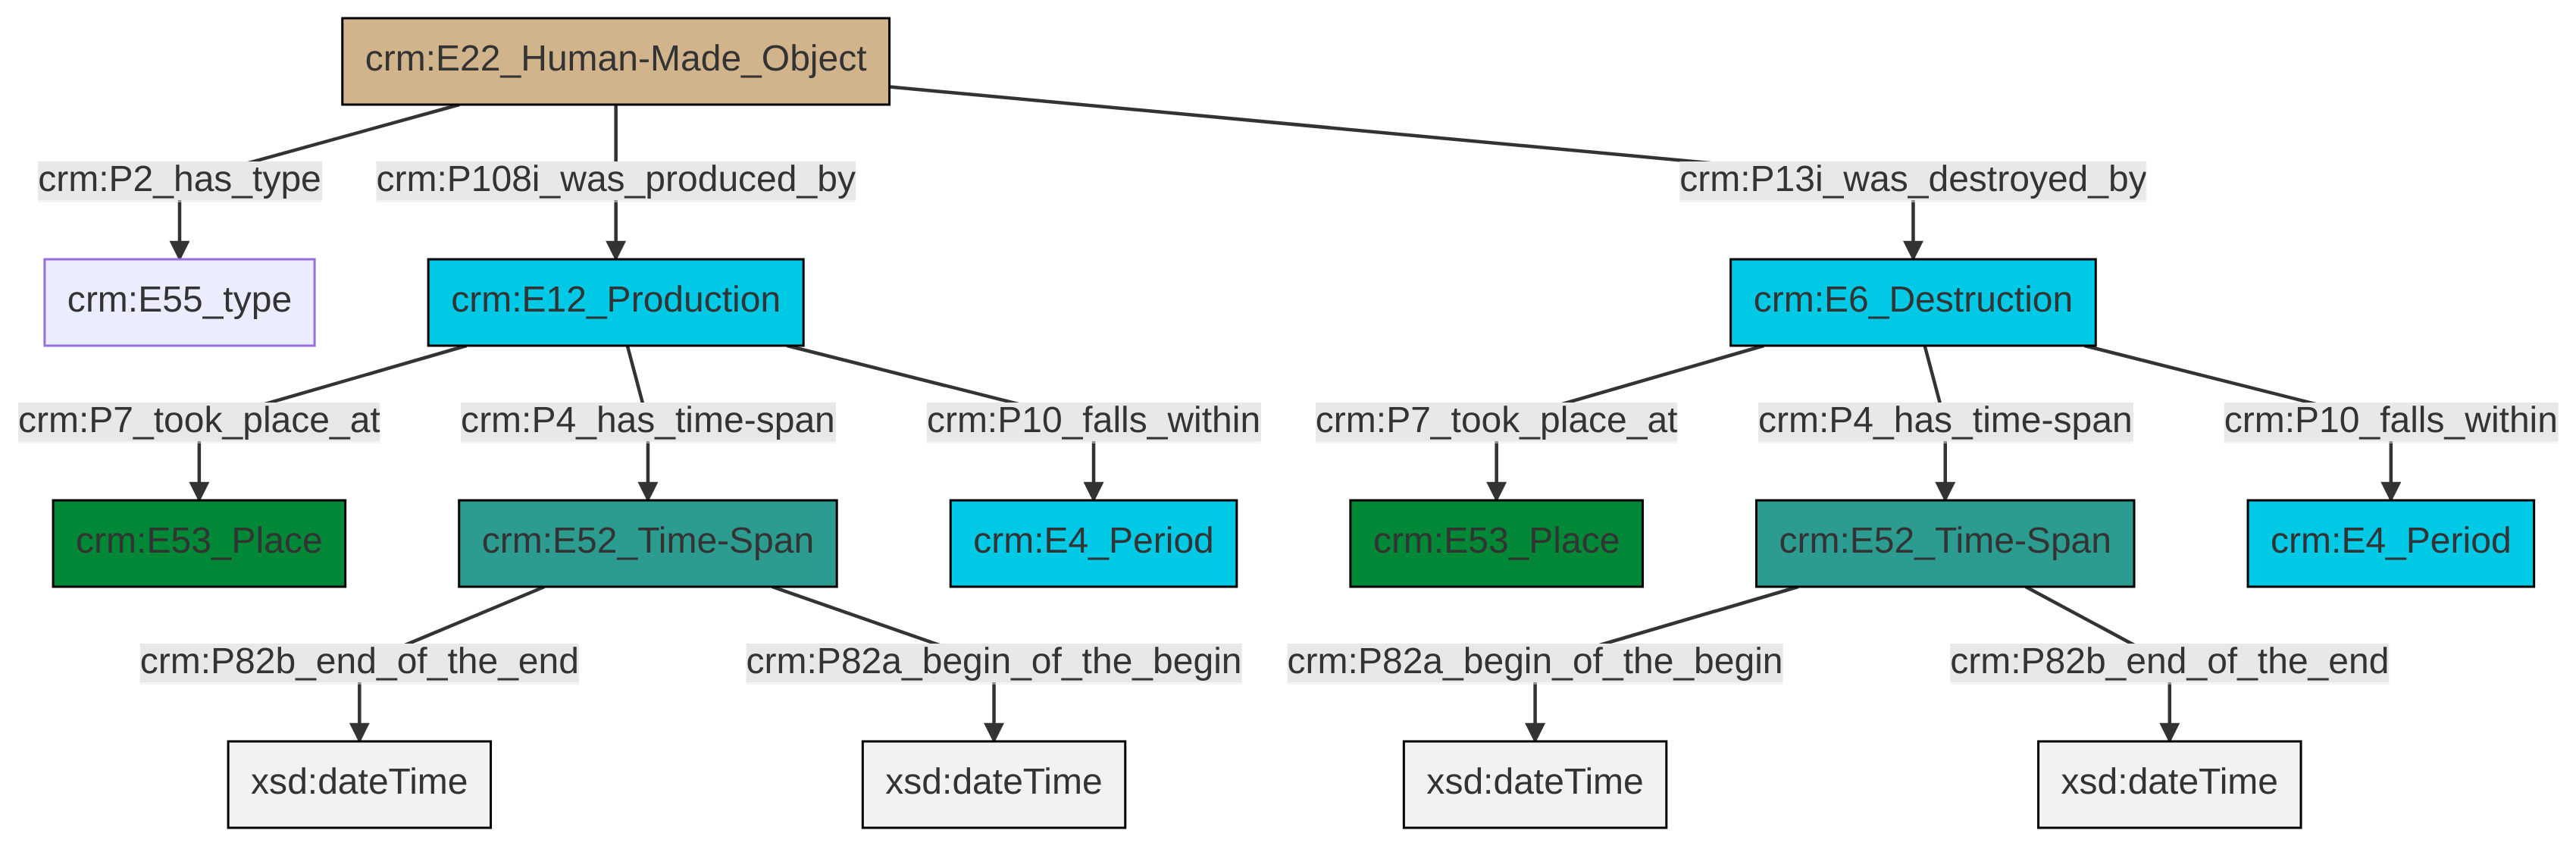 crm:E22_Human-Made_Object
crm:P2_has_type
crm:P108i_was_produced_by
crm:P13i_was_destroyed_by
crm:E55_type
crm:E12_Production
crm:E6_Destruction
crm:P7_took_place_at
crm:P4_has_time-span
crm:P10_falls_within
crm:P7_took_place_at
crm:P4_has_time-span
crm:P10_falls_within
crm:E53_Place
crm:E52_Time-Span
crm:E4_Period
crm:E53_Place
crm:E52_Time-Span
crm:E4_Period
crm:P82b_end_of_the_end
crm:P82a_begin_of_the_begin
crm:P82a_begin_of_the_begin
crm:P82b_end_of_the_end
xsd:dateTime
xsd:dateTime
xsd:dateTime
xsd:dateTime